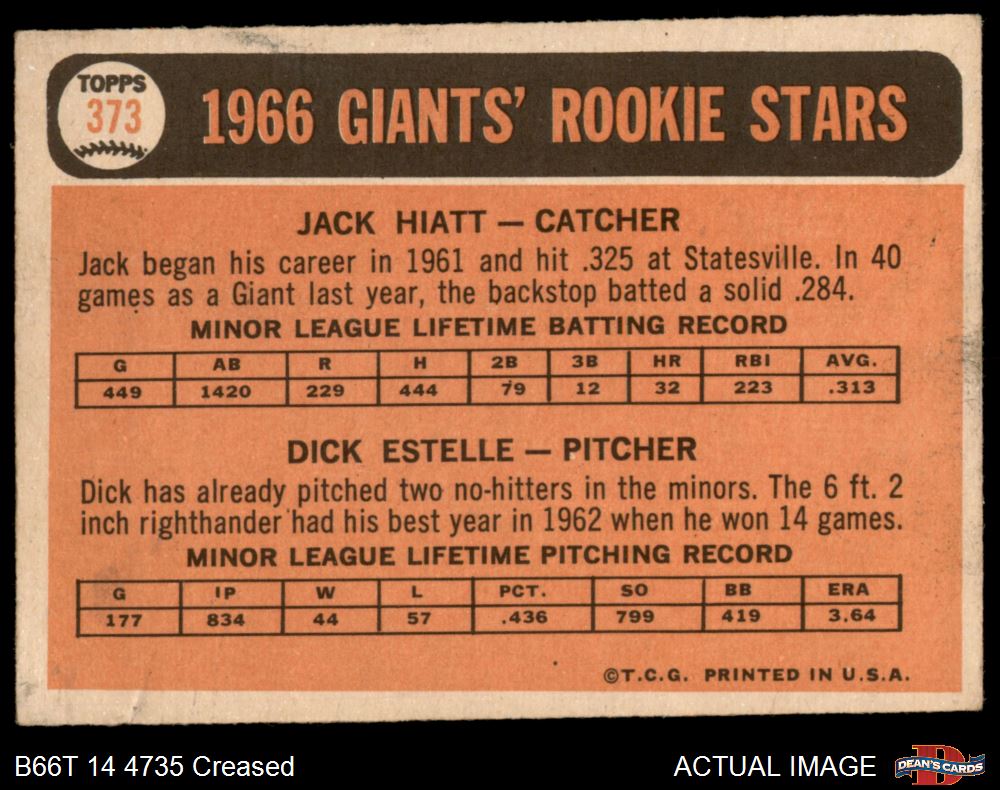 TOPPS
373
1966 GIANTS' ROOKIE STARS
JACK HIATT — CATCHER
Jack began his career in 1961 and hit .325 at Statesville. In 40
games as a Giant last year, the backstop batted a solid .284.
MINOR LEAGUE LIFETIME BATTING RECORD
G AB R H 2B 3B HR RBI AVG.
449 1420 229 444 79 12 32 223 .313
DICK ESTELLE — PITCHER
Dick has already pitched two no-hitters in the minors. The 6 ft. 2
inch righthander had his best year in 1962 when he won 14 games.
MINOR LEAGUE LIFETIME PITCHING RECORD
G IP W L PCT. SO BB ERA
177 834 44 57 .436 799 419 3.64
©T.C.G. PRINTED IN U.S.A.
B66T 14 4735 Creased
ACTUAL IMAGE
D
DEAN'S CARDS